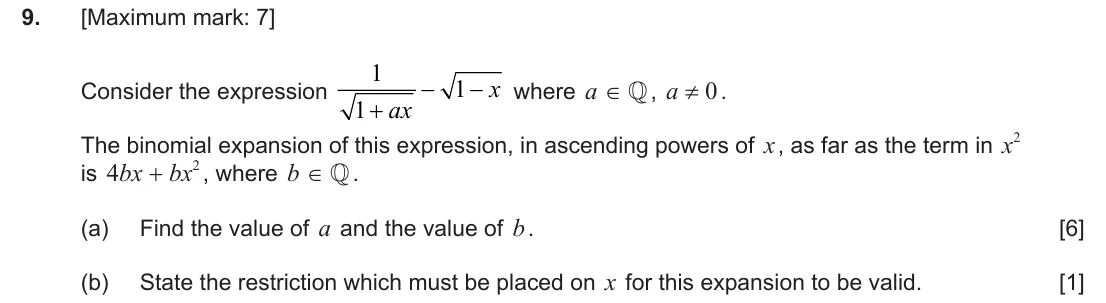 9. [Maximum mark: 7]
Consider the expression \frac{1}{\sqrt{1+ax}} - \sqrt{1-x} where a ∈ ℚ, a ≠ 0.
The binomial expansion of this expression, in ascending powers of x, as far as the term in x²
is 4bx + bx², where b ∈ ℚ.
(a) Find the value of a and the value of b. [6]
(b) State the restriction which must be placed on x for this expansion to be valid. [1]